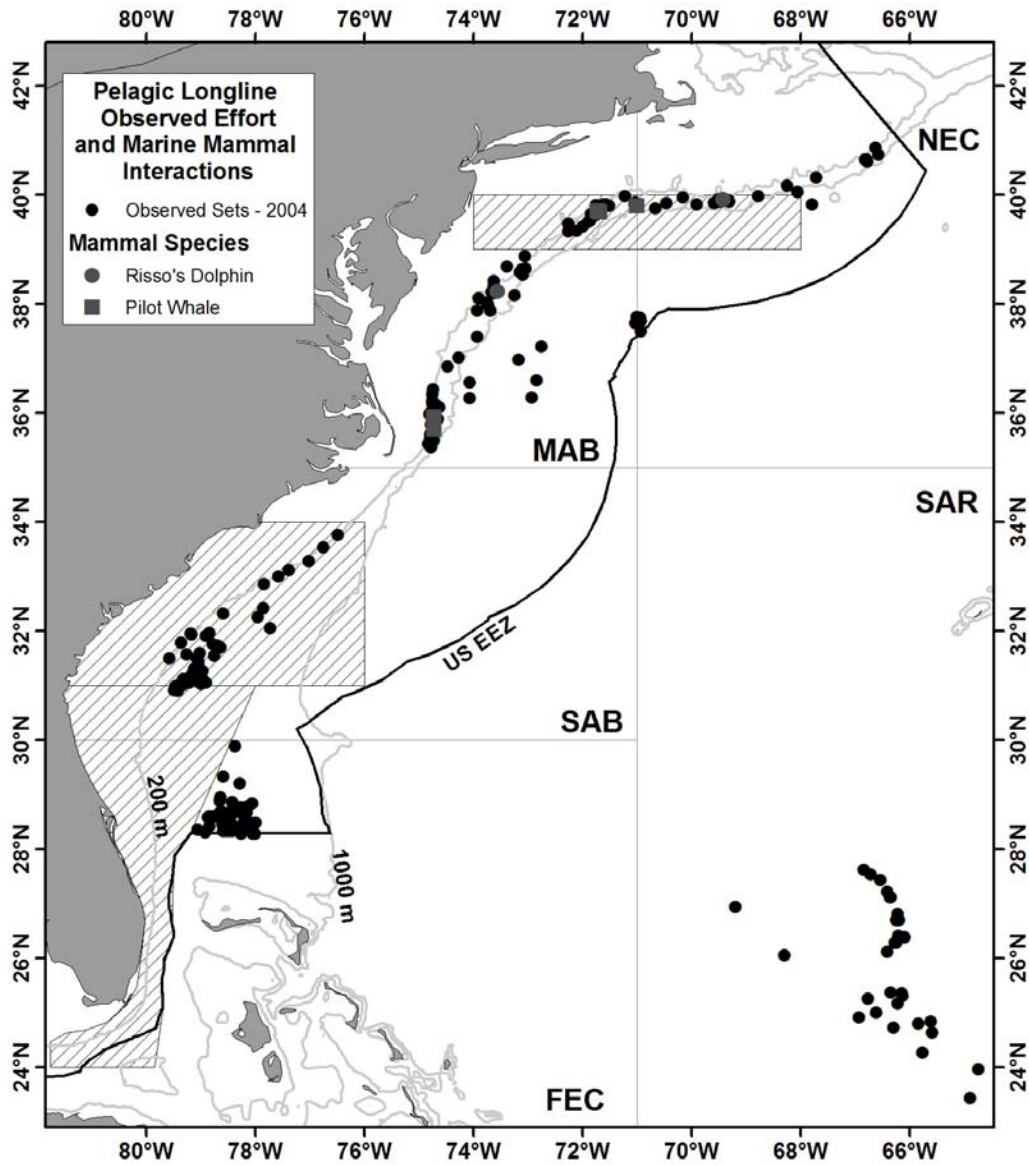 80°W 78°W 76°W 74°W 72°W 70°W 68°W 66°W
Pelagic Longline
Observed Effort
and Marine Mammal
Interactions
Observed Sets - 2004
Mammal Species
Risso's Dolphin
Pilot Whale
42°N
40°N
38°N
36°N
34°N
32°N
30°N
28°N
26°N
24°N
42°N
40°N
38°N
36°N
34°N
32°N
30°N
28°N
26°N
24°N
NEC
MAB
SAR
US EEZ
SAB
200 m
1000 m
FEC
80°W 78°W 76°W 74°W 72°W 70°W 68°W 66°W